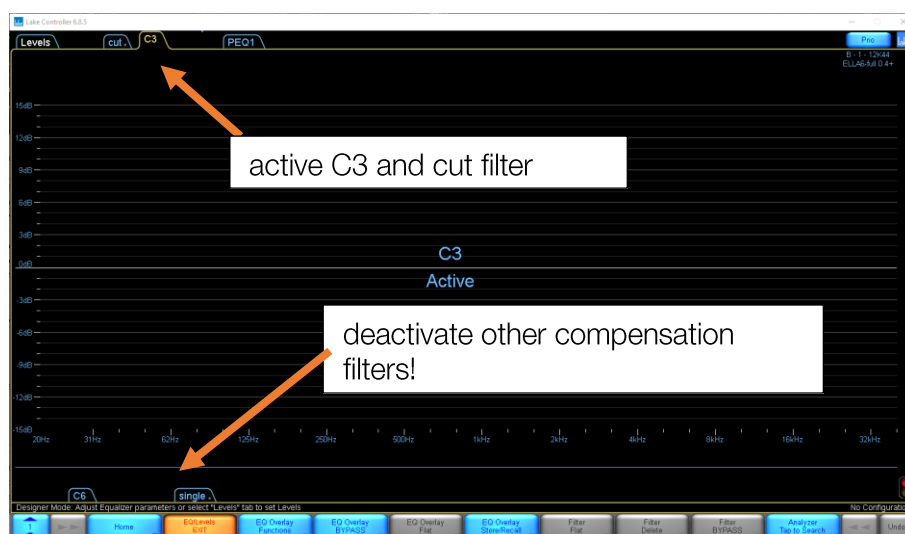 Lake Controller 6.8.3
Levels cut C3 PEQ1 Prio
B - 1 - 12K44
ELLA6-full 0.4+
15dB
12dB
active C3 and cut filter
9dB
6dB
3dB
C3
0dB
Active
-3dB
deactivate other compensation
-6dB
filters!
-9dB
-12dB
-15dB
20Hz 31Hz 62Hz 125Hz 250Hz 500Hz 1kHz 2kHz 4kHz 8kHz 16kHz 32kHz
C6 single
Designer Mode: Adjust Equalizer parameters or select "Levels" tab to set Levels No Configuratio
1 Home EQ/Levels EXIT EQ Overlay Functions EQ Overlay BYPASS EQ Overlay Flat EQ Overlay Store/Recall Filter Flat Filter Delete Filter BYPASS Analyzer Tap to Search Undo